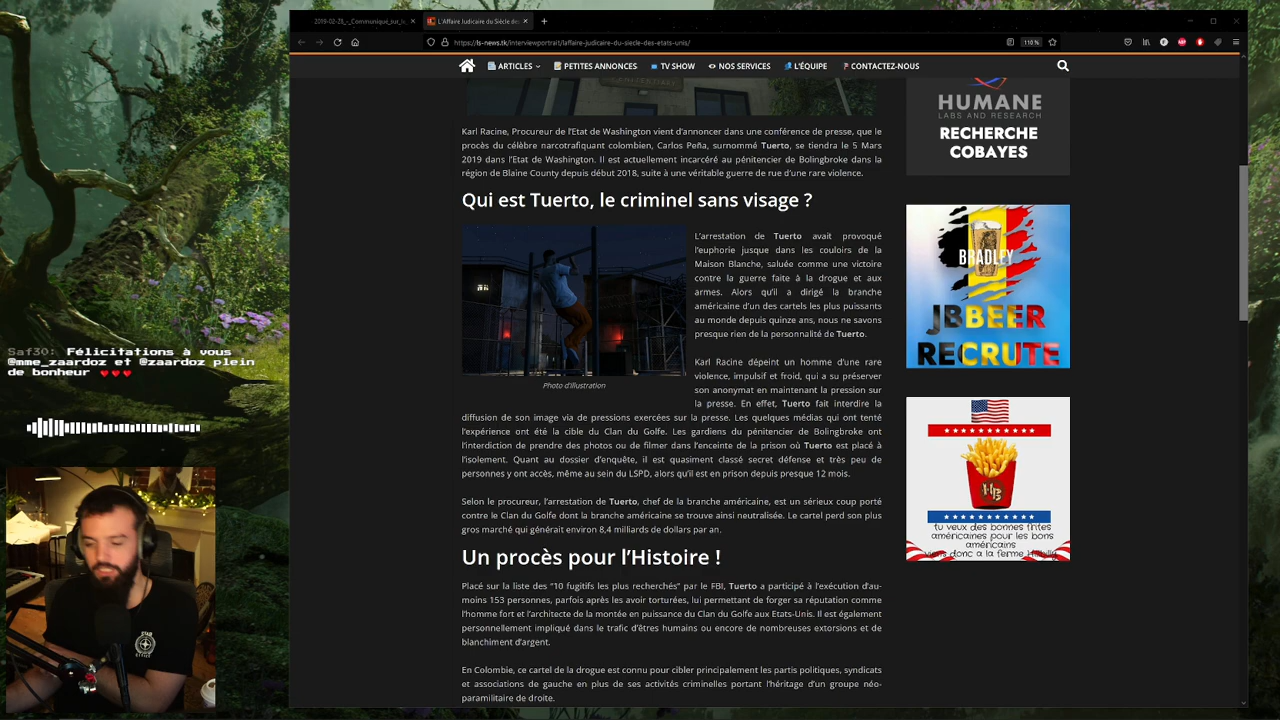 2019-02-25_-_Communiqué_sur_le
L'Affaire Judicaire du Siècle des
https://ls-news.tk/interviewportrait/laffaire-judicaire-du-siecle-des-etats-unis/
110 %
ARTICLES
PETITES ANNONCES
TV SHOW
NOS SERVICES
L'ÉQUIPE
CONTACTEZ-NOUS
Karl Racine, Procureur de l'Etat de Washington vient d'annoncer dans une conférence de presse, que le
procès du célèbre narcotrafiquant colombien, Carlos Peña, surnommé Tuerto, se tiendra le 5 Mars
2019 dans l'Etat de Washington. Il est actuellement incarcéré au pénitencier de Bolingbroke dans la
région de Blaine County depuis début 2018, suite à une véritable guerre de rue d'une rare violence.
Qui est Tuerto, le criminel sans visage ?
L'arrestation de Tuerto avait provoqué
l'euphorie jusque dans les couloirs de la
Maison Blanche, saluée comme une victoire
contre la guerre faite à la drogue et aux
armes. Alors qu'il a dirigé la branche
américaine d'un des cartels les plus puissants
au monde depuis quinze ans, nous ne savons
presque rien de la personnalité de Tuerto.
Photo d'illustration
Karl Racine dépeint un homme d'une rare
violence, impulsif et froid, qui a su préserver
son anonymat en maintenant la pression sur
la presse. En effet, Tuerto fait interdire la
diffusion de son image via de pressions exercées sur la presse. Les quelques médias qui ont tenté
l'expérience ont été la cible du Clan du Golfe. Les gardiens du pénitencier de Bolingbroke ont
l'interdiction de prendre des photos ou de filmer dans l'enceinte de la prison où Tuerto est placé à
l'isolement. Quant au dossier d'enquête, il est quasiment classé secret défense et très peu de
personnes y ont accès, même au sein du LSPD, alors qu'il est en prison depuis presque 12 mois.
Selon le procureur, l'arrestation de Tuerto, chef de la branche américaine, est un sérieux coup porté
contre le Clan du Golfe dont la branche américaine se trouve ainsi neutralisée. Le cartel perd son plus
gros marché qui générait environ 8,4 milliards de dollars par an.
Un procès pour l'Histoire !
Placé sur la liste des "10 fugitifs les plus recherchés" par le FBI, Tuerto a participé à l'exécution d'au-
moins 153 personnes, parfois après les avoir torturées, lui permettant de forger sa réputation comme
l'homme fort et l'architecte de la montée en puissance du Clan du Golfe aux Etats-Unis. Il est également
personnellement impliqué dans le trafic d'êtres humains ou encore de nombreuses extorsions et de
blanchiment d'argent.
En Colombie, ce cartel de la drogue est connu pour cibler principalement les partis politiques, syndicats
et associations de gauche en plus de ses activités criminelles portant l'héritage d'un groupe néo-
paramilitaire de droite.
HUMANE
LABS AND RESEARCH
RECHERCHE
COBAYES
BRADLEY
JBBEER
RECRUTE
HB
tu veux des bonnes frites
américaines pour les bons
américains
viens donc a la ferme
Saf30: Félicitations à vous
@mme_zaardoz et @zaardoz plein
de bonheur ❤❤❤